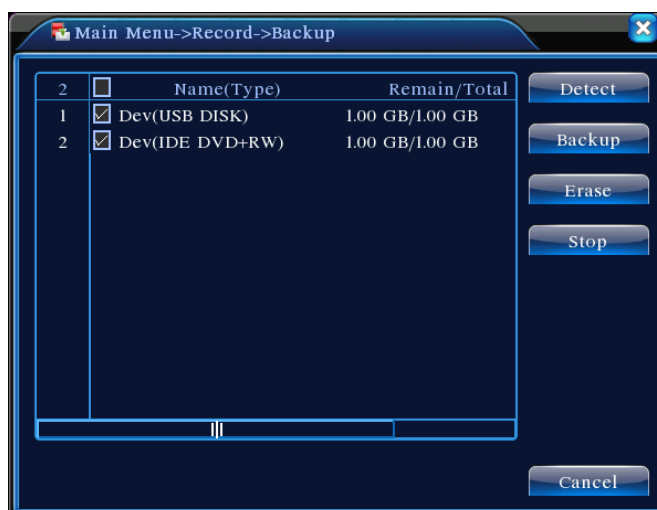 Main Menu->Record->Backup
2 Name(Type) Remain/Total
1 Dev(USB DISK) 1.00 GB/1.00 GB
2 Dev(IDE DVD+RW) 1.00 GB/1.00 GB
Detect
Backup
Erase
Stop
Cancel